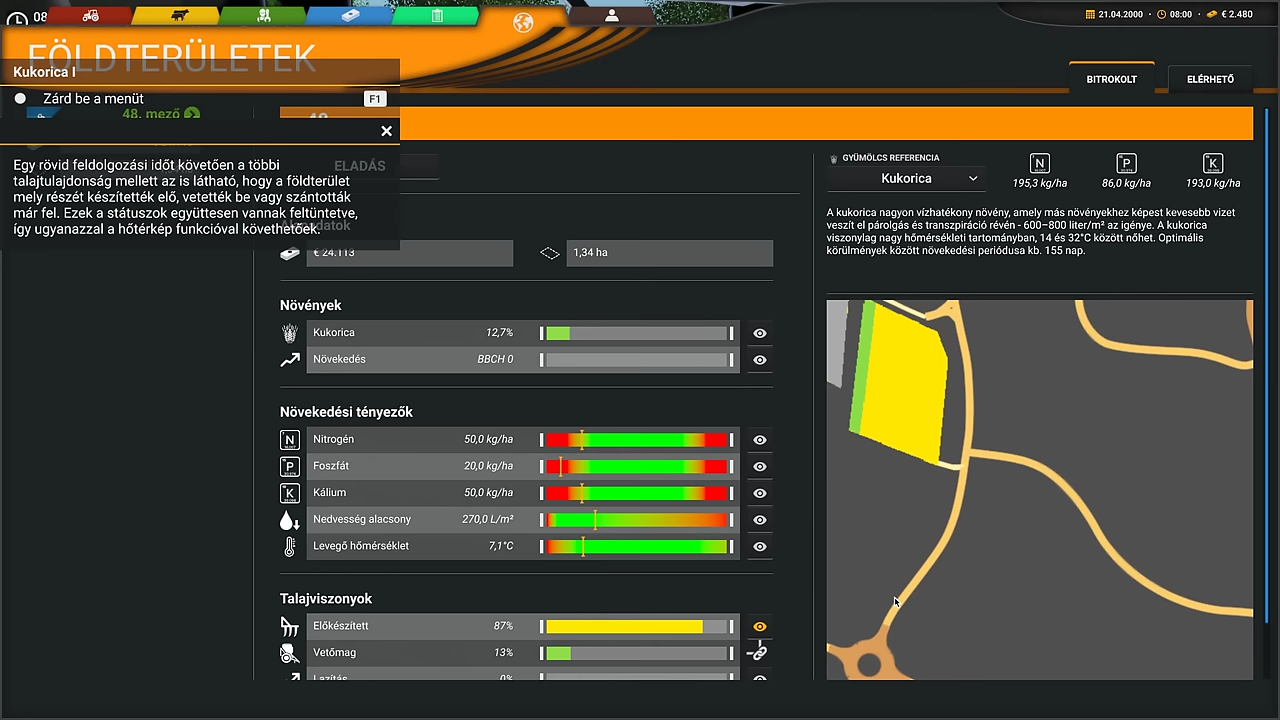 08
21.04.2000 · 08:00 · € 2.480
FÖLDTERÜLETEK
BITROKOLT
ELÉRHETŐ
Kukorica I
Zárd be a menüt
F1
48. mező
Egy rövid feldolgozási időt követően a többi
talajtulajdonság mellett az is látható, hogy a földterület
mely részét készítették elő, vetették be vagy szántották
már fel. Ezek a státuszok együttesen vannak feltüntetve,
így ugyanazzal a hőtérkép funkcióval követhetőek.
ELADÁS
€ 24.113
1,34 ha
Növények
Kukorica 12,7%
Növekedés BBCH 0
Növekedési tényezők
N Nitrogén 50,0 kg/ha
P Foszfát 20,0 kg/ha
K Kálium 50,0 kg/ha
Nedvesség alacsony 270,0 L/m²
Levegő hőmérséklet 7,1°C
Talajviszonyok
Előkészített 87%
Vetőmag 13%
Lazítás 0%
GYÜMÖLCS REFERENCIA
Kukorica
N
P
K
195,3 kg/ha
86,0 kg/ha
193,0 kg/ha
A kukorica nagyon vízhatékony növény, amely más növényekhez képest kevesebb vizet
veszít el párolgás és transzpiráció révén - 600–800 liter/m² az igénye. A kukorica
viszonylag nagy hőmérsékleti tartományban, 14 és 32°C között nőhet. Optimális
körülmények között növekedési periódusa kb. 155 nap.